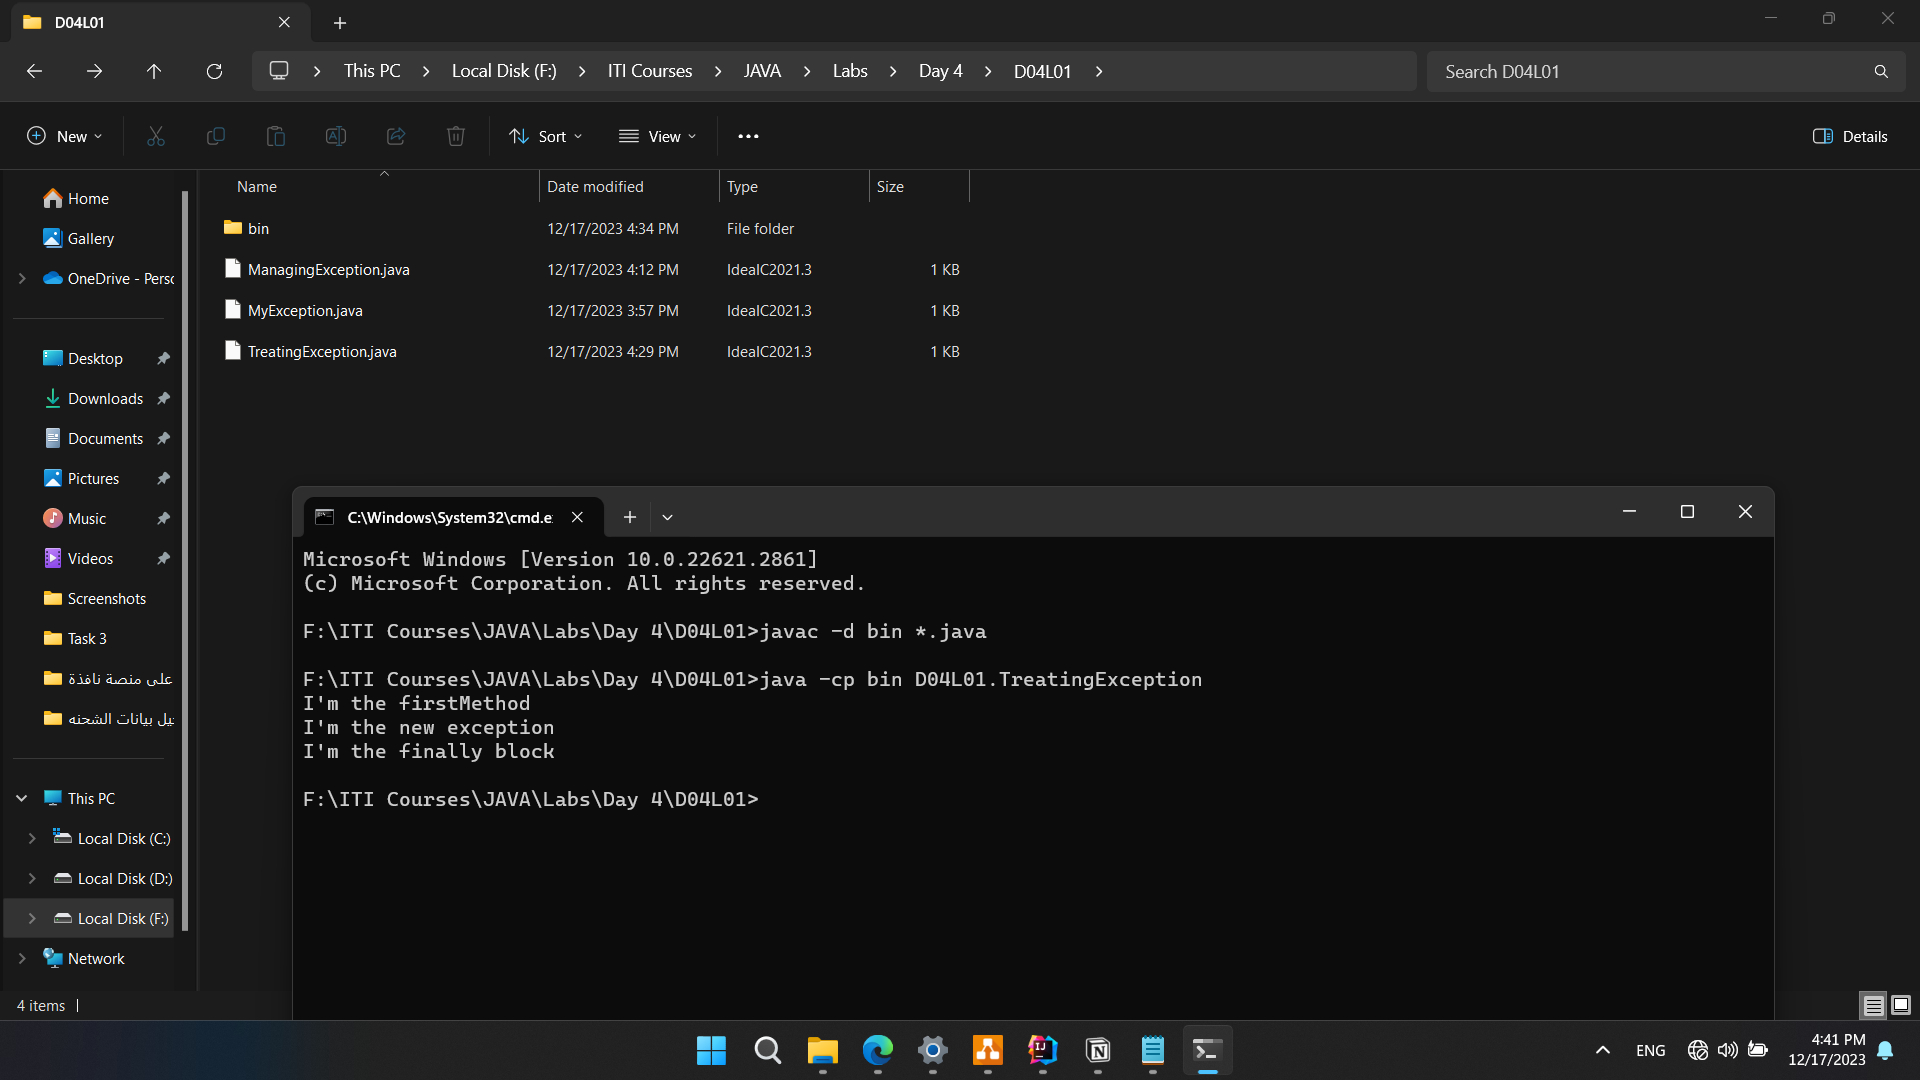 D04L01
This PC
Local Disk (F:)
ITI Courses
JAVA
Labs
Day 4
D04L01
Search D04L01
New
Sort
View
Details
Name
Date modified
Type
Size
bin
12/17/2023 4:34 PM
File folder
ManagingException.java
12/17/2023 4:12 PM
IdeaIC2021.3
1 KB
MyException.java
12/17/2023 3:57 PM
IdeaIC2021.3
1 KB
TreatingException.java
12/17/2023 4:29 PM
IdeaIC2021.3
1 KB
Home
Gallery
OneDrive - Persc
Desktop
Downloads
Documents
Pictures
Music
Videos
Screenshots
Task 3
على منصة نافذة
بيانات الشحنه
This PC
Local Disk (C:)
Local Disk (D:)
Local Disk (F:)
Network
4 items
C:\Windows\System32\cmd.e
Microsoft Windows [Version 10.0.22621.2861]
(c) Microsoft Corporation. All rights reserved.
F:\ITI Courses\JAVA\Labs\Day 4\D04L01>javac -d bin *.java
F:\ITI Courses\JAVA\Labs\Day 4\D04L01>java -cp bin D04L01.TreatingException
I'm the firstMethod
I'm the new exception
I'm the finally block
F:\ITI Courses\JAVA\Labs\Day 4\D04L01>
ENG
4:41 PM
12/17/2023